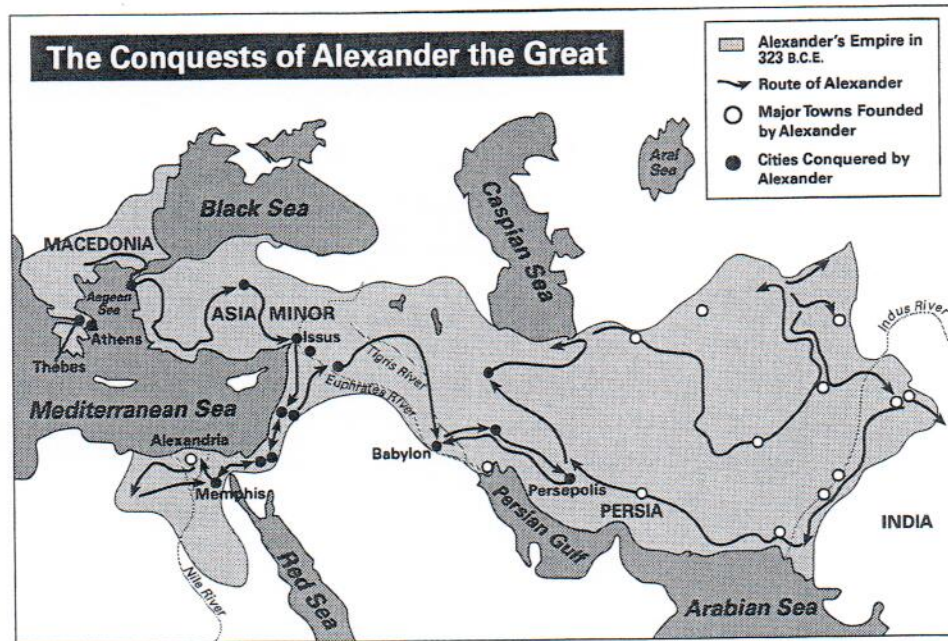 The Conquests of Alexander the Great
Alexander's Empire in
323 B.C.E.
Route of Alexander
Major Towns Founded
by Alexander
Cities Conquered by
Alexander
Aral
Sea
Black Sea
Caspian
Sea
MACEDONIA
Aegean
Sea
ASIA MINOR
Issus
Athens
Thebes
Tigris River
Euphrates River
Indus River
Mediterranean Sea
Alexandria
Babylon
Memphis
Persepolis
PERSIA
INDIA
Persian Gulf
Nile River
Red Sea
Arabian Sea